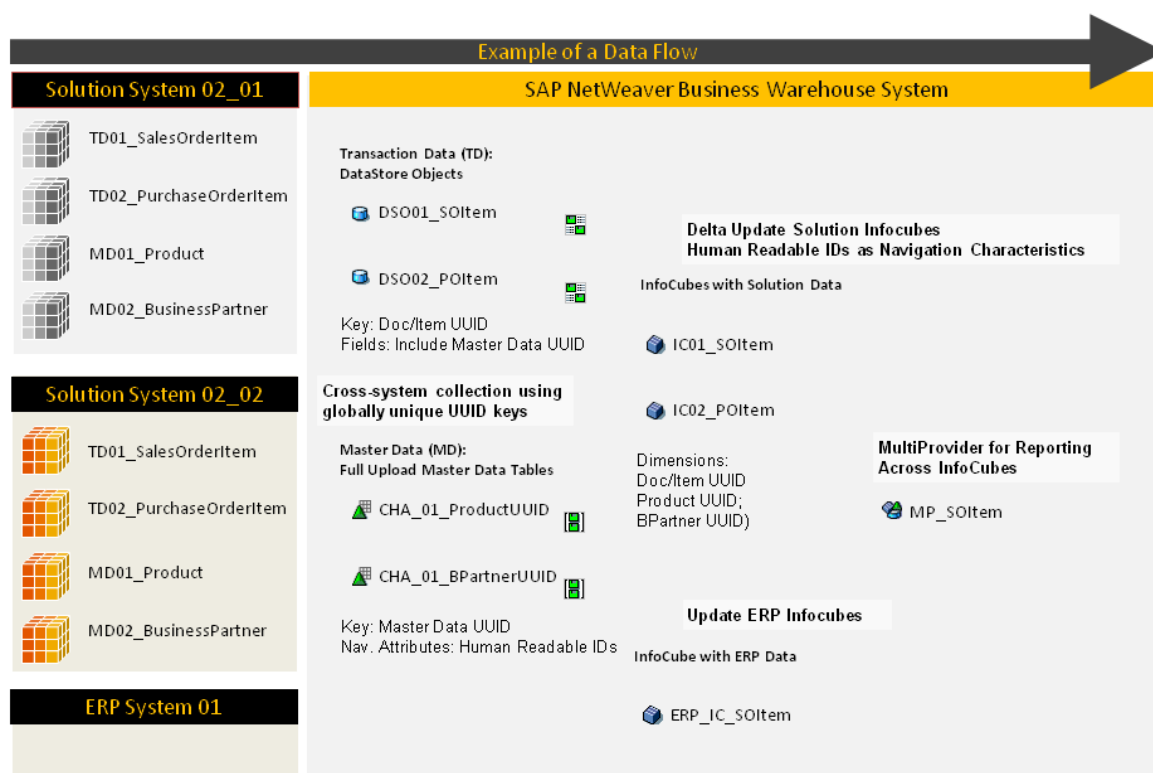 Example of a Data Flow
Solution System 02_01
TD01_SalesOrderItem
TD02_PurchaseOrderItem
MD01_Product
MD02_BusinessPartner
Solution System 02_02
TD01_SalesOrderItem
TD02_PurchaseOrderItem
MD01_Product
MD02_BusinessPartner
ERP System 01
SAP NetWeaver Business Warehouse System
Transaction Data (TD):
DataStore Objects
DSO01_SOItem
DSO02_POItem
Key: Doc/Item UUID
Fields: Include Master Data UUID
Cross-system collection using
globally unique UUID keys
Master Data (MD):
Full Upload Master Data Tables
CHA_01_ProductUUID
CHA_01_BPartnerUUID
Key: Master Data UUID
Nav. Attributes: Human Readable IDs
Delta Update Solution Infocubes
Human Readable IDs as Navigation Characteristics
InfoCubes with Solution Data
IC01_SOItem
IC02_POItem
Dimensions:
Doc/Item UUID
Product UUID;
BPartner UUID)
MultiProvider for Reporting
Across InfoCubes
MP_SOItem
Update ERP Infocubes
InfoCube with ERP Data
ERP_IC_SOItem